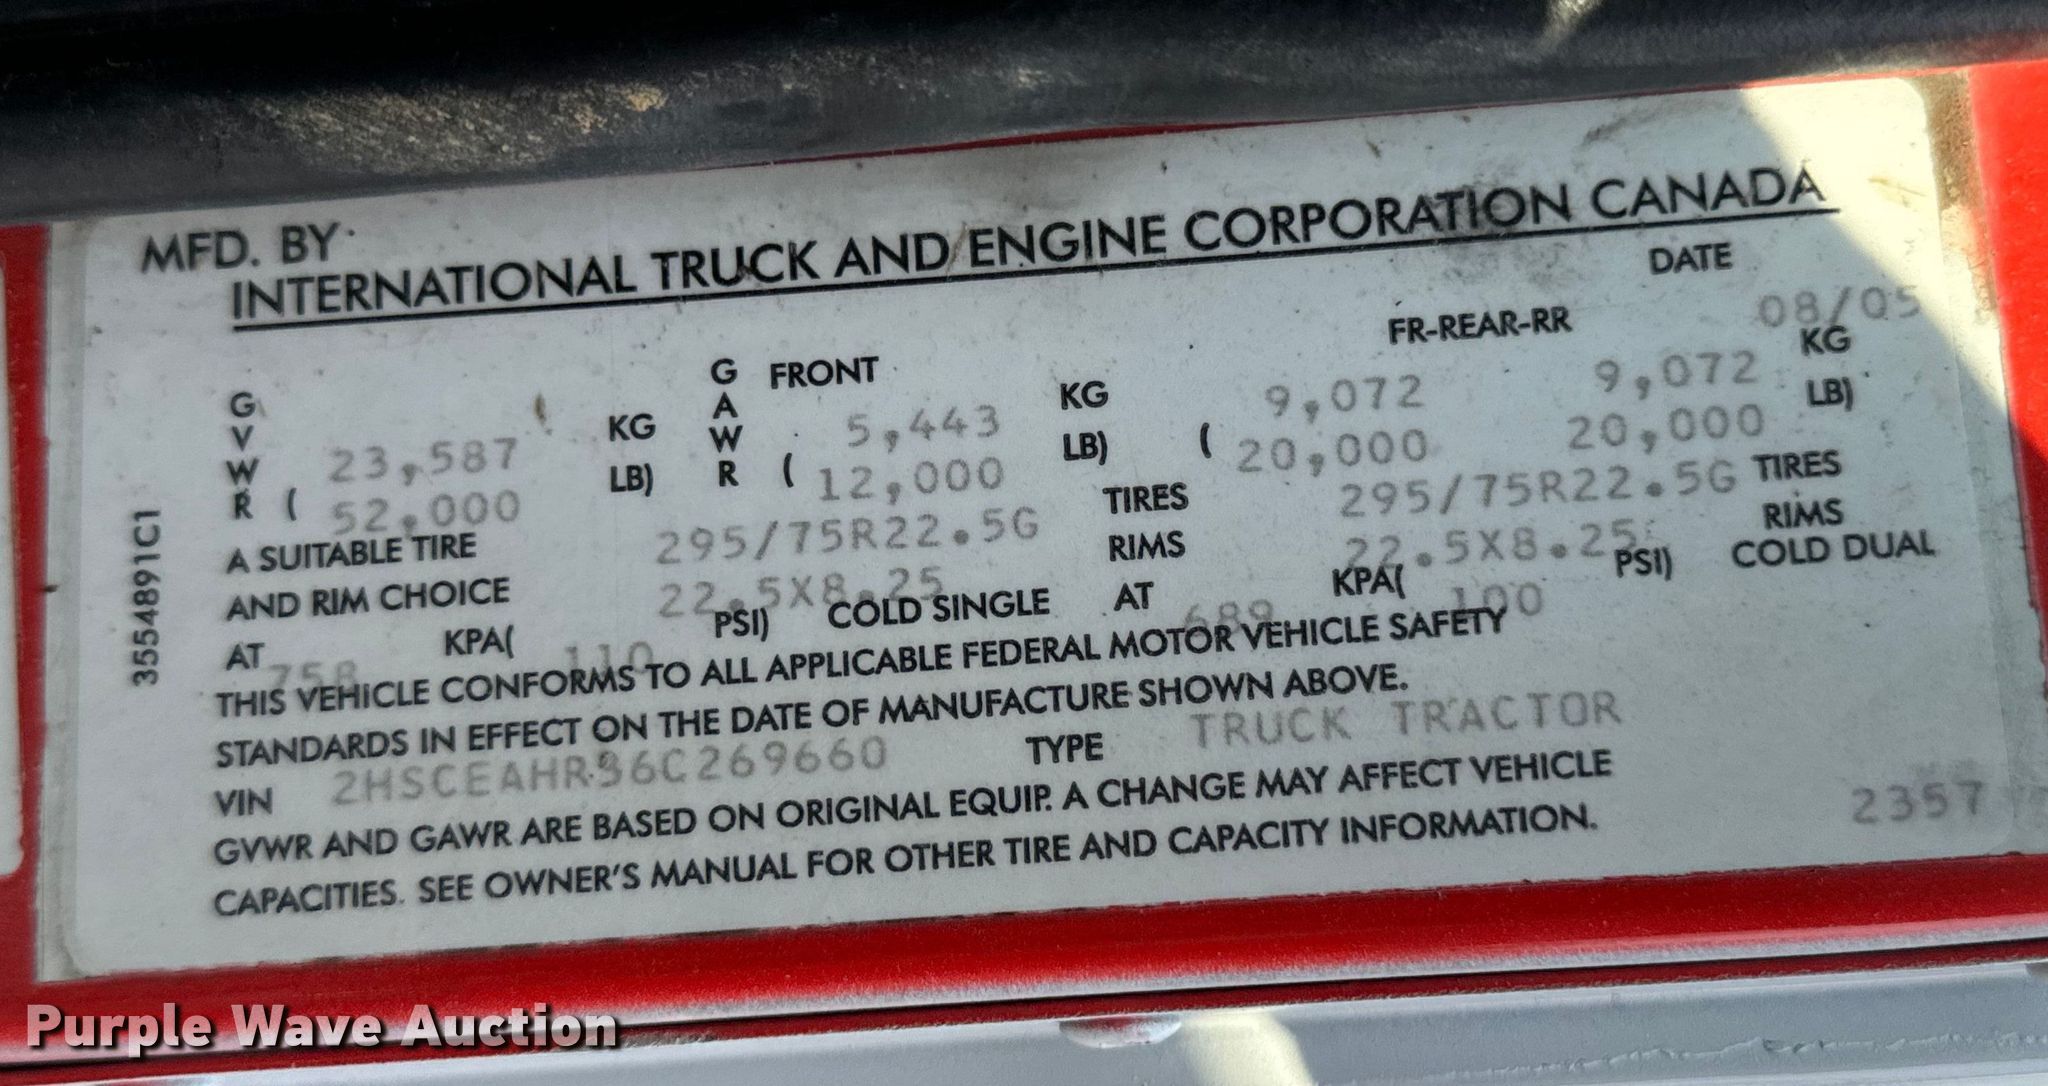 MFD. BY
INTERNATIONAL TRUCK AND ENGINE CORPORATION CANADA
DATE
08/05
GVWR GAWR FRONT FR-REAR-RR
23,587 KG 5,443 KG 9,072 9,072 KG
( 52,000 LB) ( 12,000 LB) ( 20,000 20,000 LB)
A SUITABLE TIRE 295/75R22.5G TIRES 295/75R22.5G TIRES
AND RIM CHOICE 22.5X8.25 RIMS 22.5X8.25 RIMS
AT 758 KPA( 110 PSI) COLD SINGLE AT 689 KPA( 100 PSI) COLD DUAL
THIS VEHICLE CONFORMS TO ALL APPLICABLE FEDERAL MOTOR VEHICLE SAFETY
STANDARDS IN EFFECT ON THE DATE OF MANUFACTURE SHOWN ABOVE.
VIN 2HSCEAHR96C269660 TYPE TRUCK TRACTOR
GVWR AND GAWR ARE BASED ON ORIGINAL EQUIP. A CHANGE MAY AFFECT VEHICLE
CAPACITIES. SEE OWNER'S MANUAL FOR OTHER TIRE AND CAPACITY INFORMATION.
2357
3554891C1
Purple Wave Auction